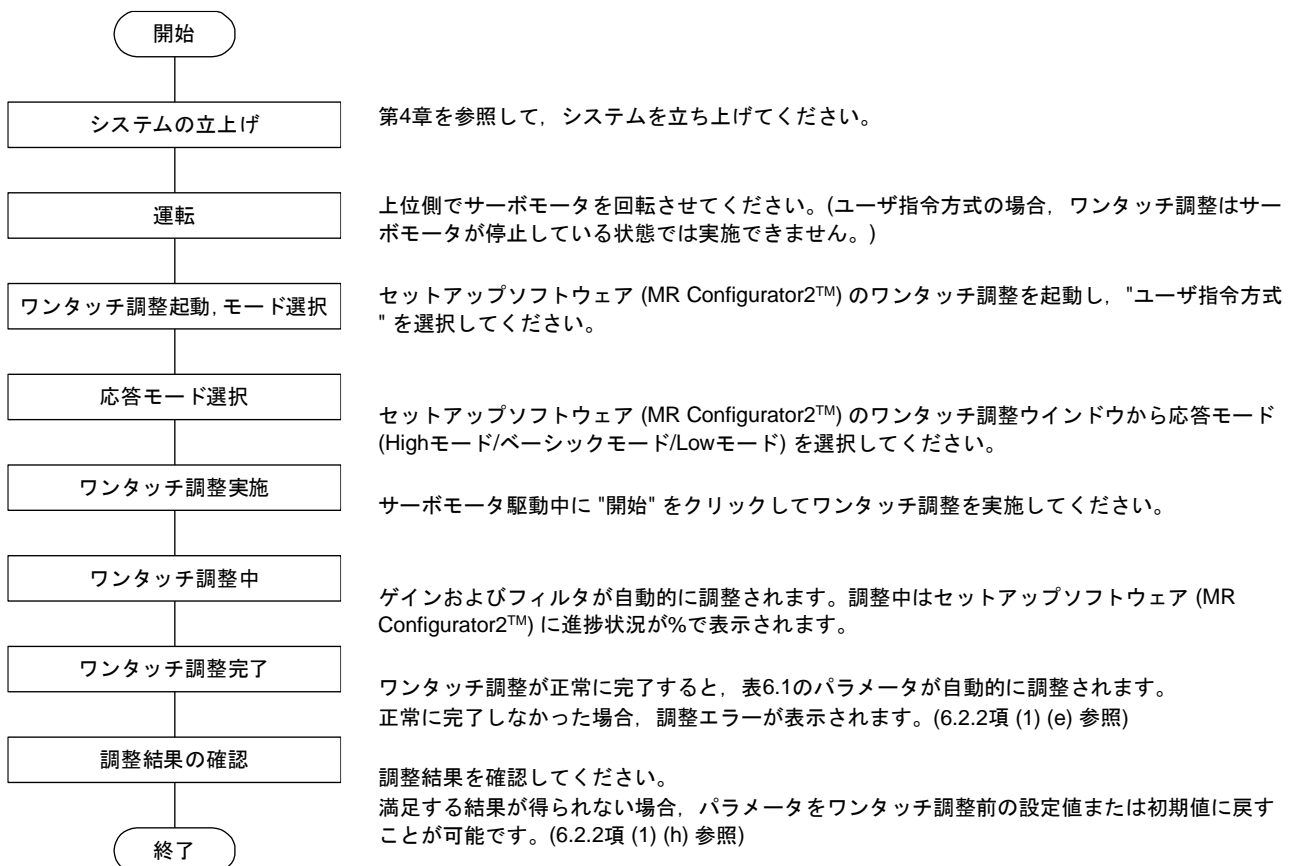 開始
システムの立上げ
第4章を参照して，システムを立ち上げてください。
運転
上位側でサーボモータを回転させてください。(ユーザ指令方式の場合，ワンタッチ調整はサー
ボモータが停止している状態では実施できません。)
ワンタッチ調整起動，モード選択
セットアップソフトウェア (MR Configurator2TM) のワンタッチ調整を起動し，"ユーザ指令方式
" を選択してください。
応答モード選択
セットアップソフトウェア (MR Configurator2TM) のワンタッチ調整ウインドウから応答モード
(Highモード/ベーシックモード/Lowモード) を選択してください。
ワンタッチ調整実施
サーボモータ駆動中に "開始" をクリックしてワンタッチ調整を実施してください。
ワンタッチ調整中
ゲインおよびフィルタが自動的に調整されます。調整中はセットアップソフトウェア (MR
Configurator2TM) に進捗状況が%で表示されます。
ワンタッチ調整完了
ワンタッチ調整が正常に完了すると，表6.1のパラメータが自動的に調整されます。
正常に完了しなかった場合，調整エラーが表示されます。(6.2.2項 (1) (e) 参照)
調整結果の確認
調整結果を確認してください。
満足する結果が得られない場合，パラメータをワンタッチ調整前の設定値または初期値に戻す
ことが可能です。(6.2.2項 (1) (h) 参照)
終了